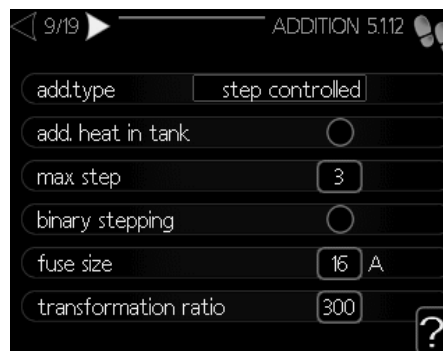 9/19 ADDITION 5.1.12
add.type step controlled
add. heat in tank
max step 3
binary stepping
fuse size 16 A
transformation ratio 300
?